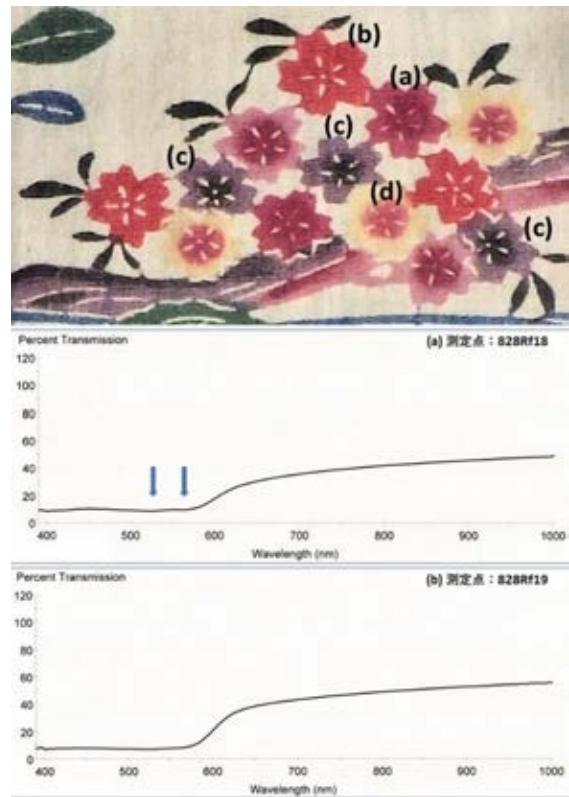 (b)
(a)
(c)
(c)
(d)
(c)
Percent Transmission
(a) 測定点：828Rf18
120
100
80
60
40
20
0
400 500 600 700 800 900 1000
Wavelength (nm)
Percent Transmission
(b) 測定点：828Rf19
120
100
80
60
40
20
0
400 500 600 700 800 900 1000
Wavelength (nm)